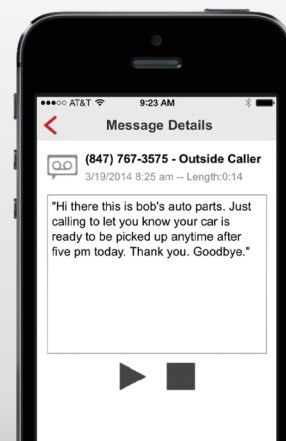 AT&T 9:23 AM
Message Details
(847) 767-3575 - Outside Caller
3/19/2014 8:25 am -- Length:0:14
"Hi there this is bob's auto parts. Just
calling to let you know your car is
ready to be picked up anytime after
five pm today. Thank you. Goodbye."